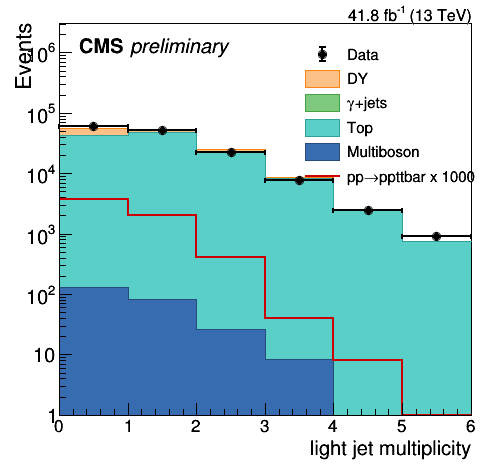 41.8 fb⁻¹ (13 TeV)
Events
CMS preliminary
Data
DY
γ+jets
Top
Multiboson
pp→ppttbar x 1000
10⁶
10⁵
10⁴
10³
10²
10
1
0 1 2 3 4 5 6
light jet multiplicity